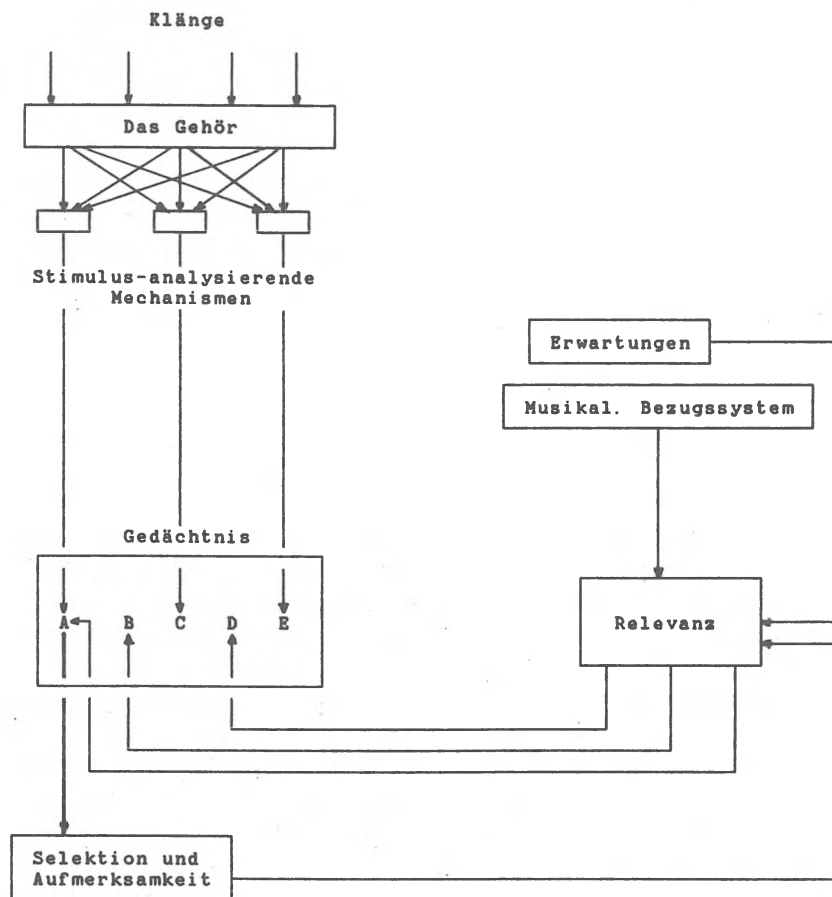 Klänge
Das Gehör
Stimulus-analysierende
Mechanismen
Erwartungen
Musikal. Bezugssystem
Gedächtnis
A B C D E
Relevanz
Selektion und
Aufmerksamkeit